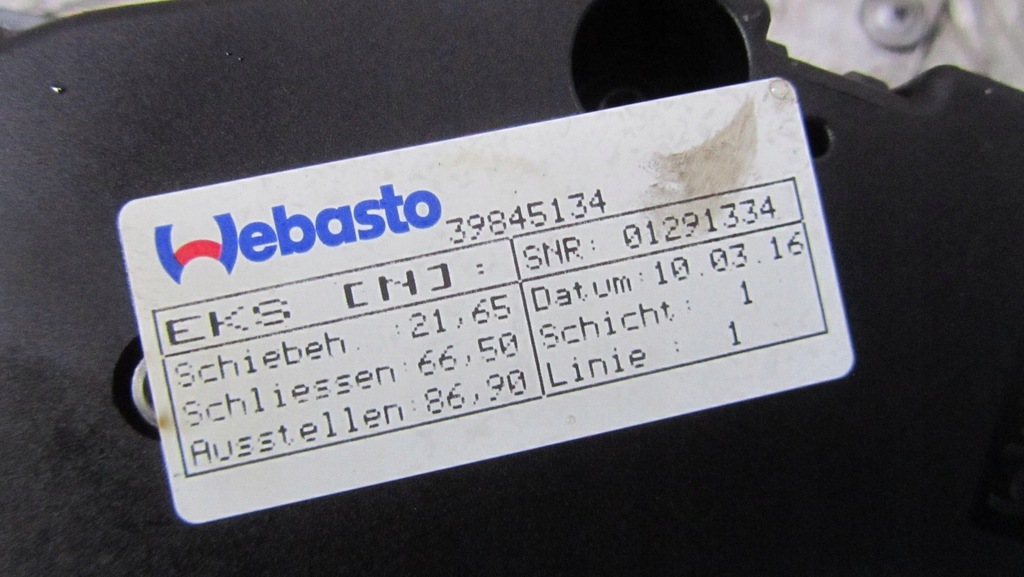 Webasto 39845134
EKS [N] :
Schiebeh. :21,65
Schliessen:66,50
Ausstellen:86,90
SNR: 01291334
Datum:10.03.16
Schicht: 1
Linie : 1